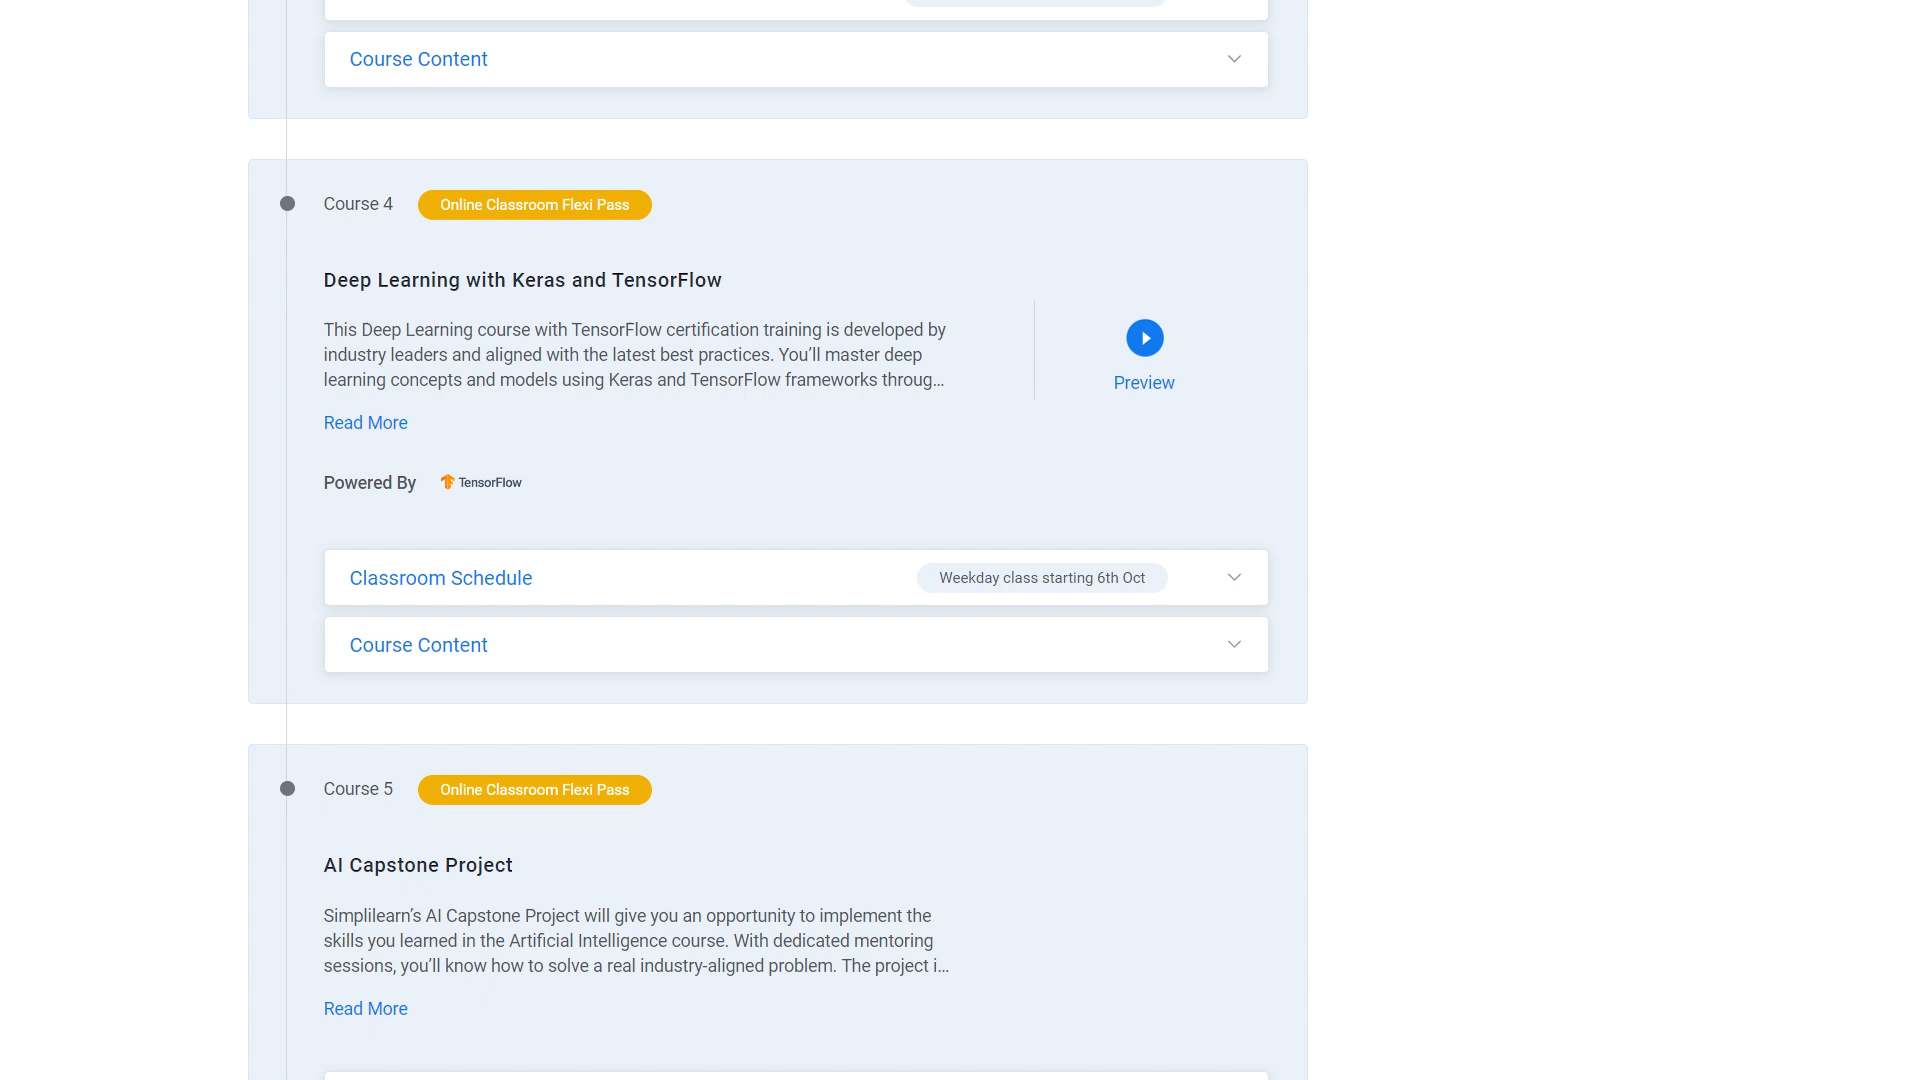 Course Content
Course 4
Online Classroom Flexi Pass
Deep Learning with Keras and TensorFlow
This Deep Learning course with TensorFlow certification training is developed by
industry leaders and aligned with the latest best practices. You’ll master deep
learning concepts and models using Keras and TensorFlow frameworks throug...
Preview
Read More
Powered By
TensorFlow
Classroom Schedule
Weekday class starting 6th Oct
Course Content
Course 5
Online Classroom Flexi Pass
AI Capstone Project
Simplilearn’s AI Capstone Project will give you an opportunity to implement the
skills you learned in the Artificial Intelligence course. With dedicated mentoring
sessions, you’ll know how to solve a real industry-aligned problem. The project i...
Read More